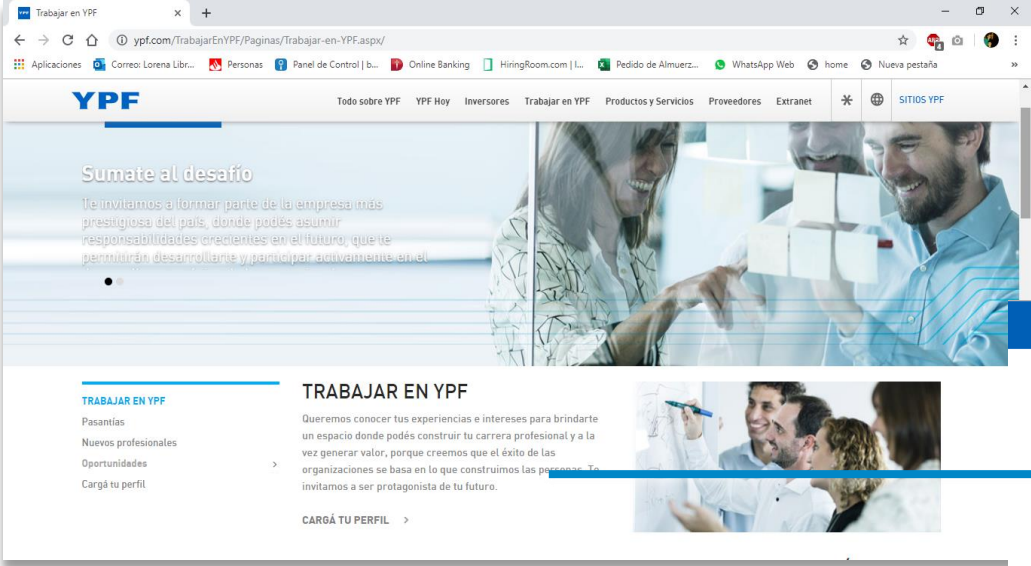 Trabajar en YPF
ypf.com/TrabajarEnYPF/Paginas/Trabajar-en-YPF.aspx/
Aplicaciones Correo: Lorena Libr... Personas Panel de Control | b... Online Banking HiringRoom.com | I... Pedido de Almuerz... WhatsApp Web home Nueva pestaña »
YPF Todo sobre YPF YPF Hoy Inversores Trabajar en YPF Productos y Servicios Proveedores Extranet SITIOS YPF
Sumate al desafío
Te invitamos a formar parte de la empresa más
prestigiosa del país, donde podés asumir
responsabilidades crecientes en el futuro, que te
permitirán desarrollarte y participar activamente en el
TRABAJAR EN YPF
Pasantías
Nuevos profesionales
Oportunidades >
Cargá tu perfil
TRABAJAR EN YPF
Queremos conocer tus experiencias e intereses para brindarte
un espacio donde podés construir tu carrera profesional y a la
vez generar valor, porque creemos que el éxito de las
organizaciones se basa en lo que construimos las personas. Te
invitamos a ser protagonista de tu futuro.
CARGÁ TU PERFIL >